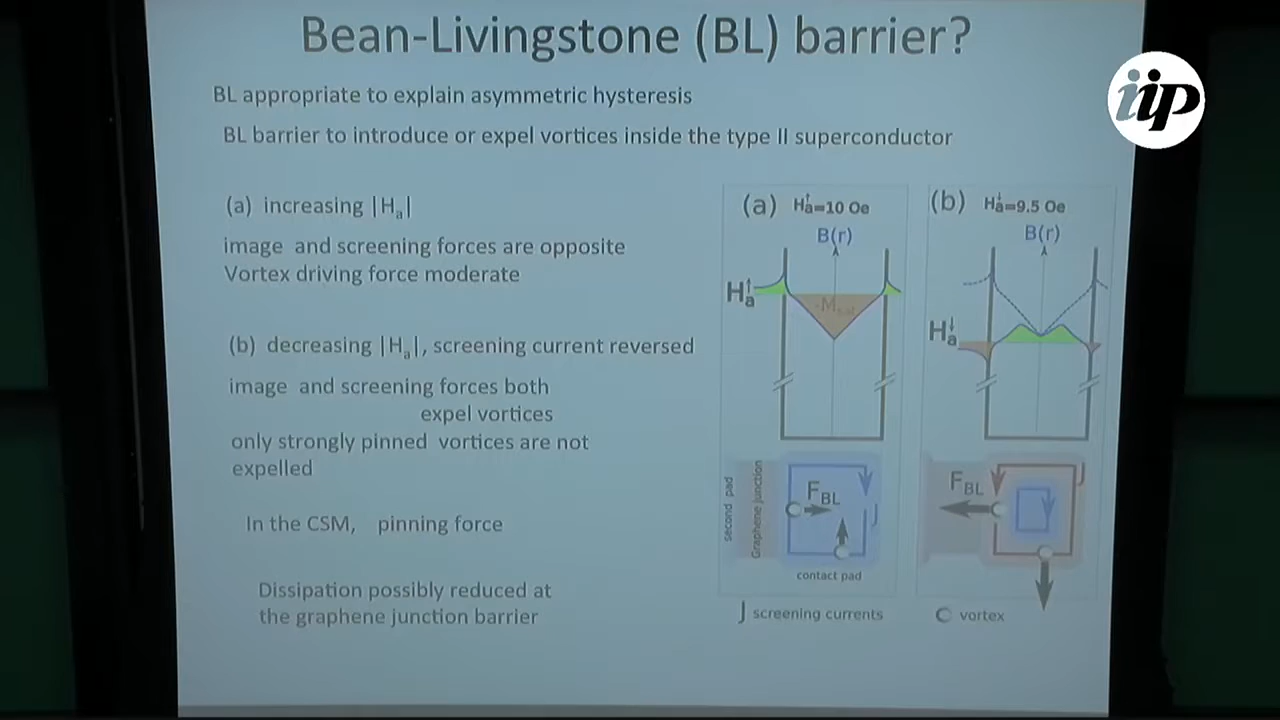 Bean-Livingstone (BL) barrier?
iip
BL appropriate to explain asymmetric hysteresis
BL barrier to introduce or expel vortices inside the type II superconductor
(a) increasing |Ha|
image and screening forces are opposite
Vortex driving force moderate
(b) decreasing |Ha|, screening current reversed
image and screening forces both
expel vortices
only strongly pinned vortices are not
expelled
In the CSM, pinning force
Dissipation possibly reduced at
the graphene junction barrier
(a) Ha↑=10 Oe
B(r)
Ha↑
(b) Ha↓=9.5 Oe
B(r)
Ha↓
second pad
Graphene junction
FBL
J
contact pad
FBL
J
J screening currents
vortex